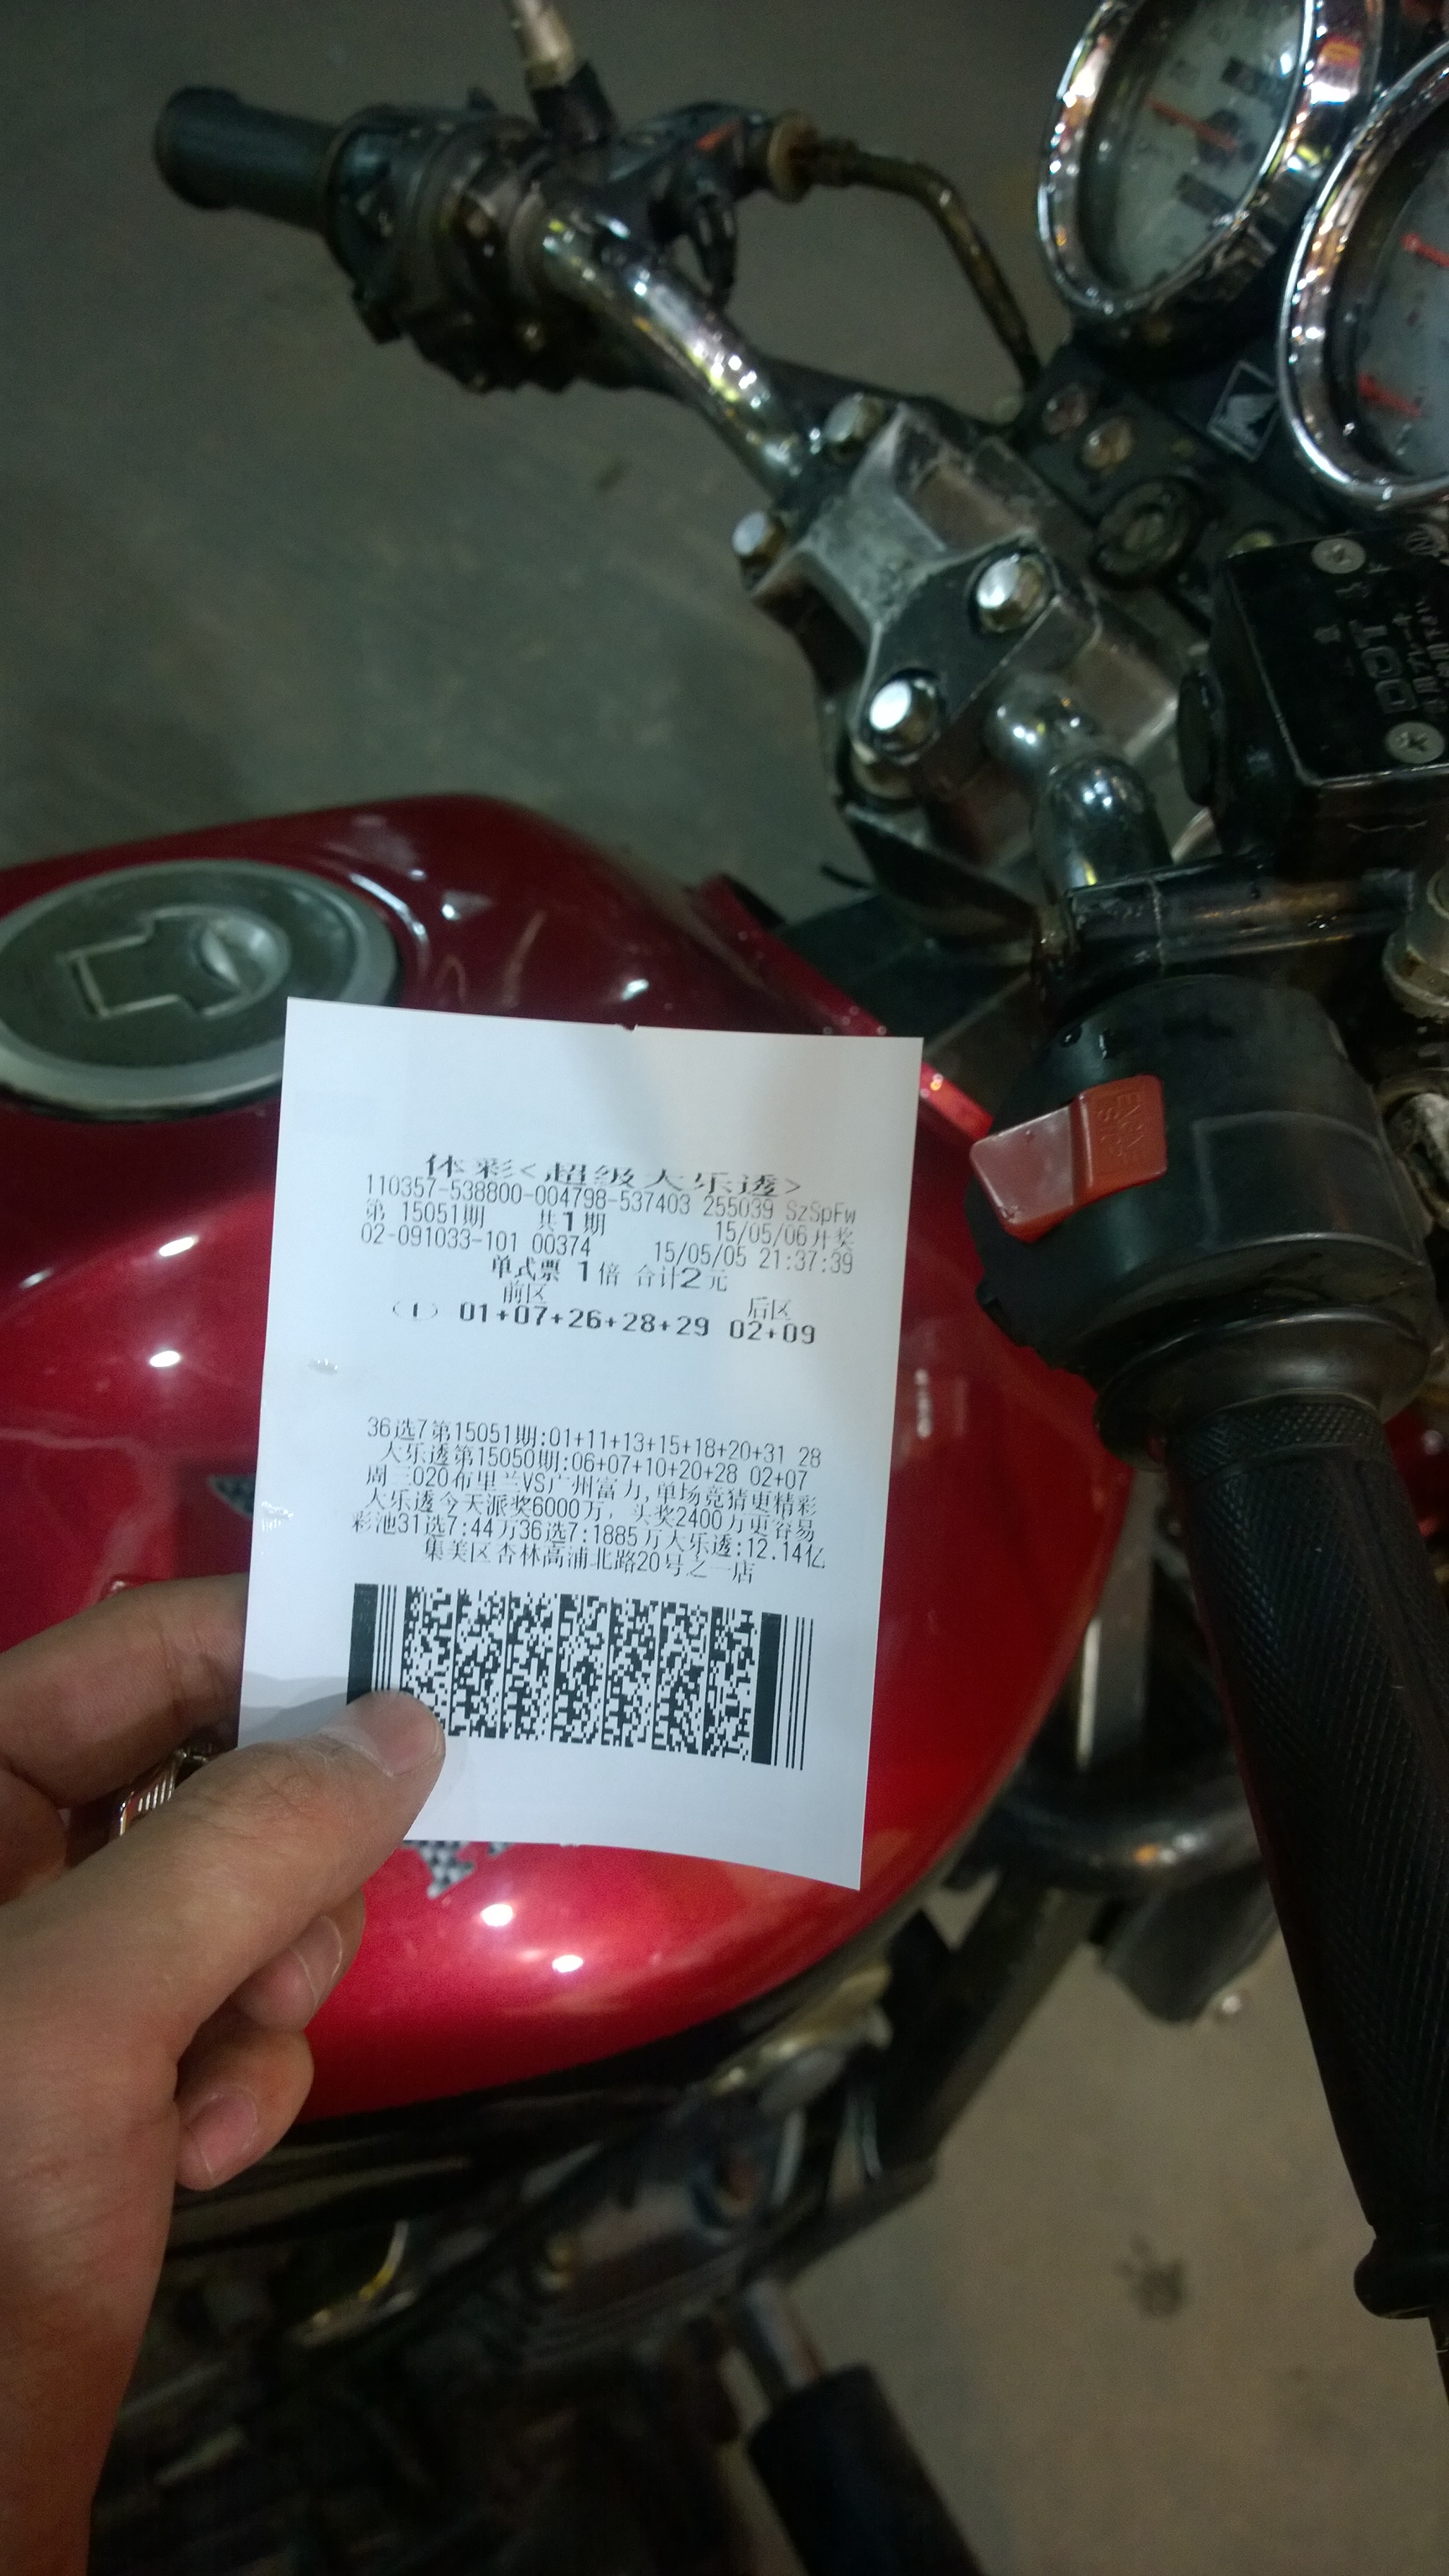 体彩<超级大乐透>
110357-538800-004798-537403 255039 SzSpFw
第 15051期 共1期 15/05/06开奖
02-091033-101 00374 15/05/05 21:37:39
单式票 1倍 合计2元
前区 后区
(1) 01+07+26+28+29 02+09
36选7第15051期:01+11+13+15+18+20+31 28
大乐透第15050期:06+07+10+20+28 02+07
周三020布里兰VS广州富力,单场竞猜更精彩
大乐透今天派奖6000万, 头奖2400万更容易
彩池31选7:44万36选7:1885万大乐透:12.14亿
集美区杏林高浦北路20号之一店
DOT